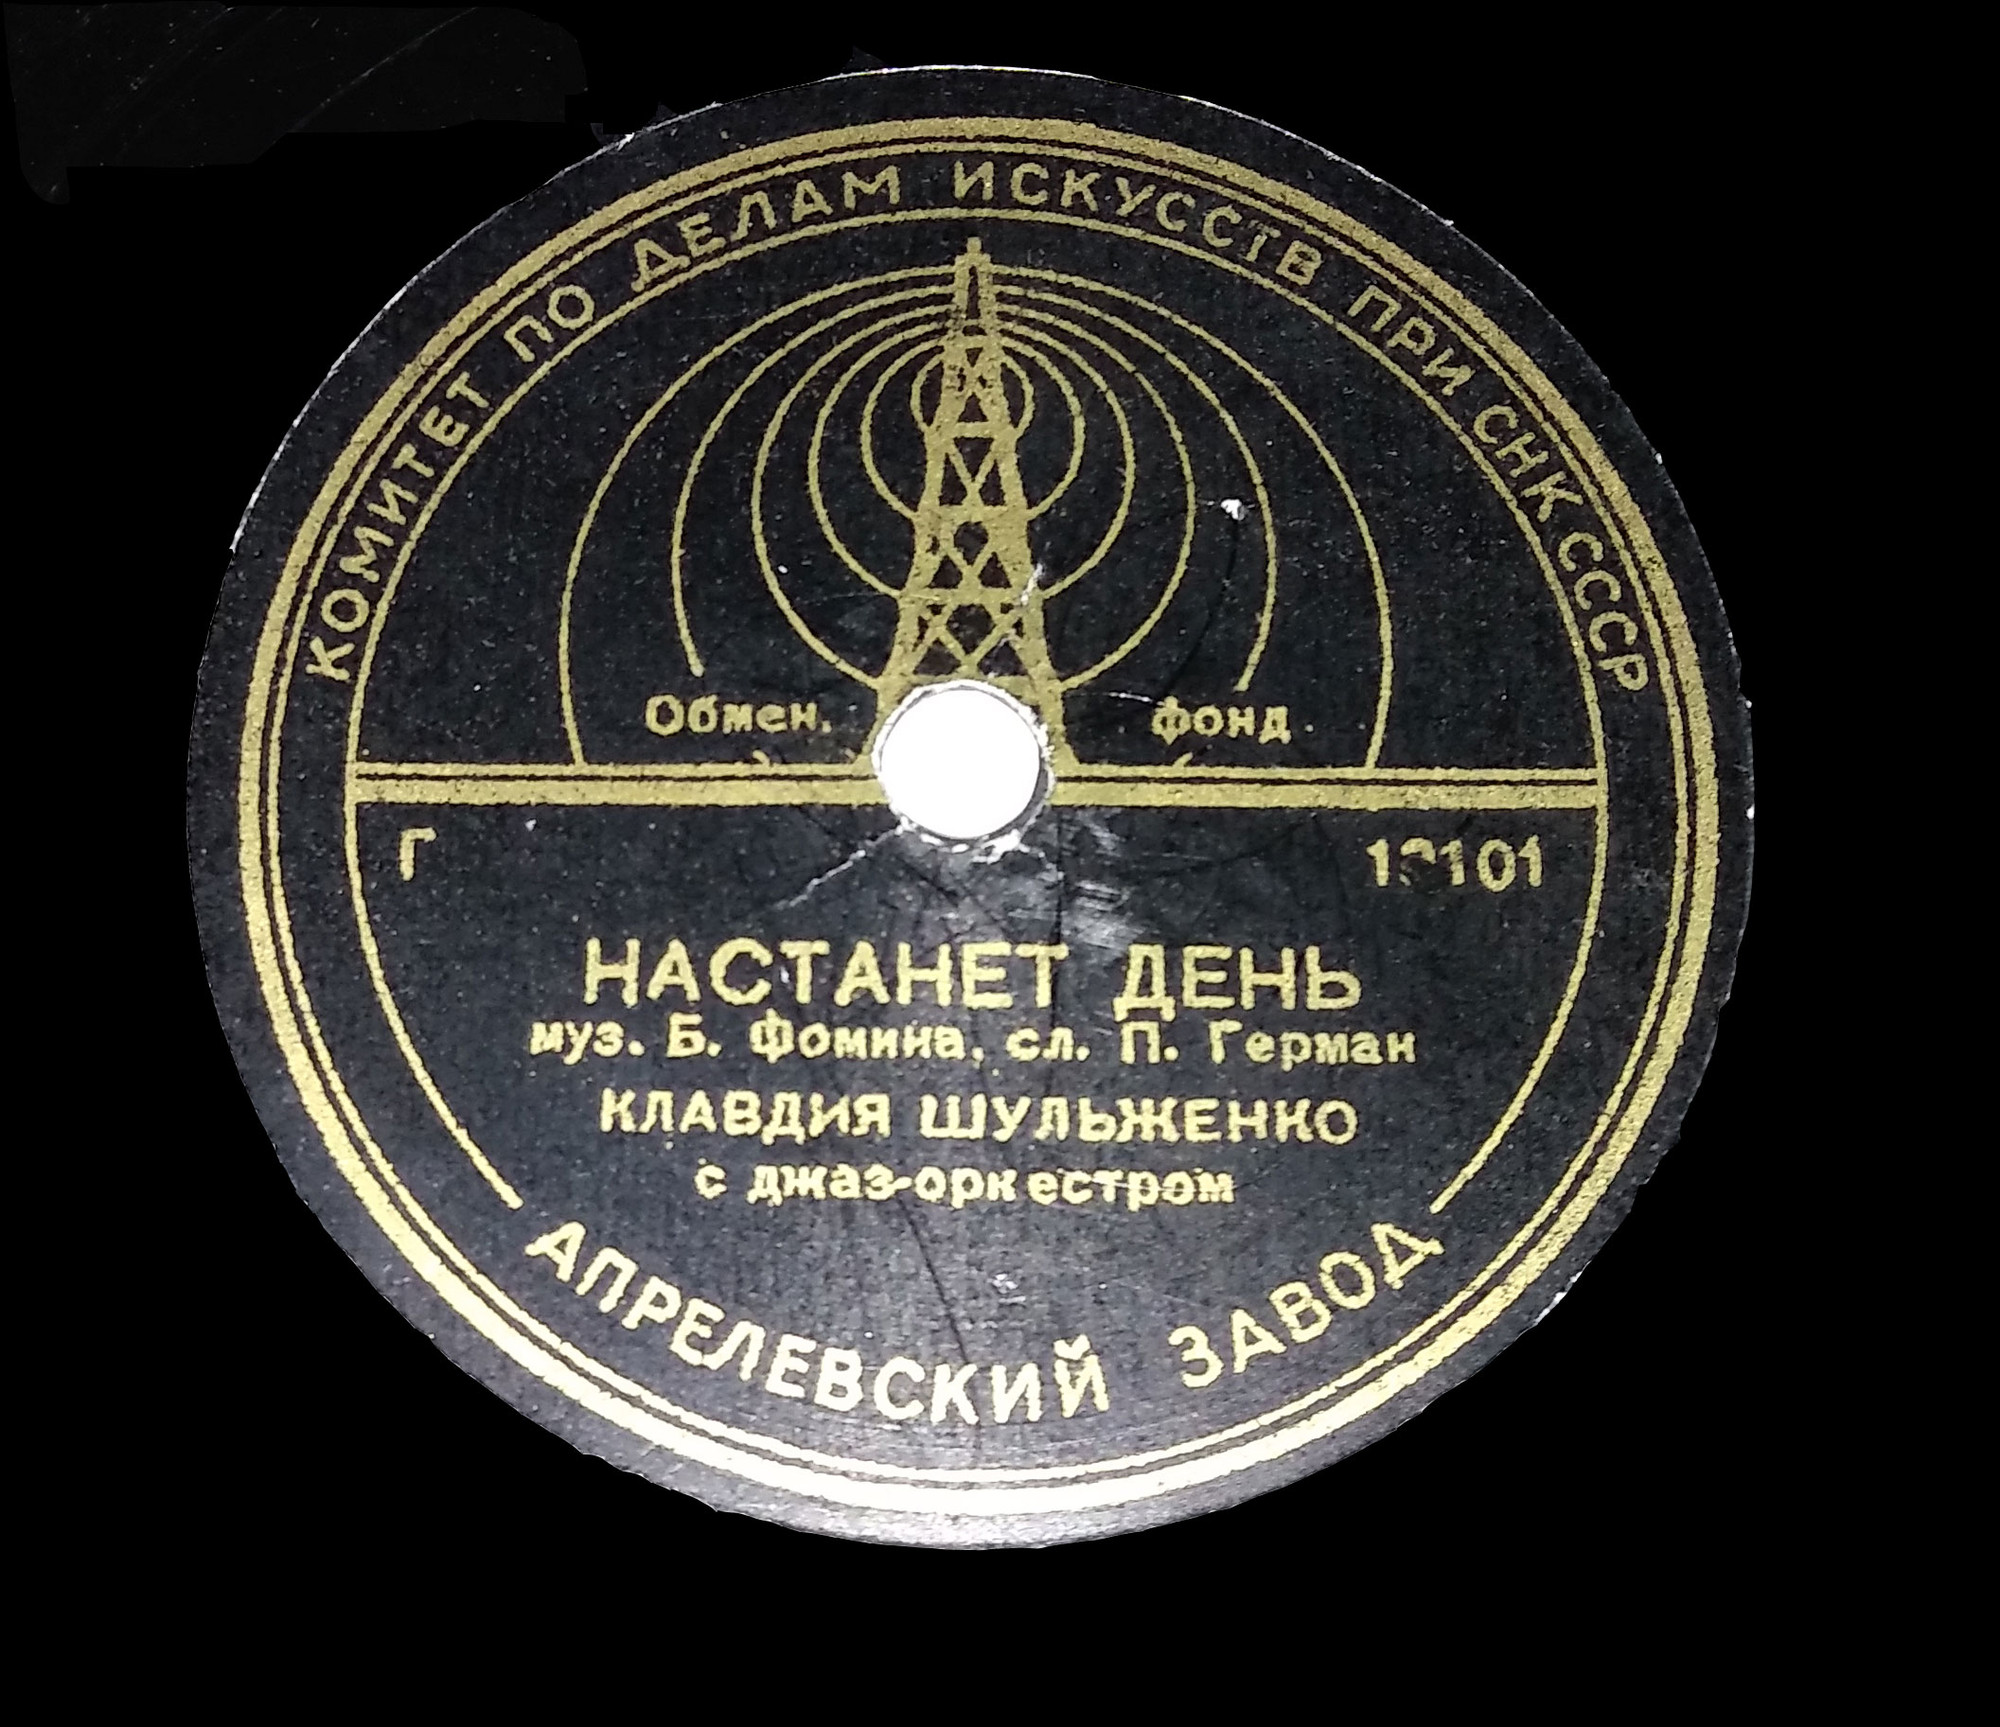 КОМИТЕТ ПО ДЕЛАМ ИСКУССТВ ПРИ СНК СССР
Обмен. фонд.
Г
НАСТАНЕТ ДЕНЬ
муз. Б. Фомина, сл. П. Герман
КЛАВДИЯ ШУЛЬЖЕНКО
с джаз-оркестром
АПРЕЛЕВСКИЙ ЗАВОД